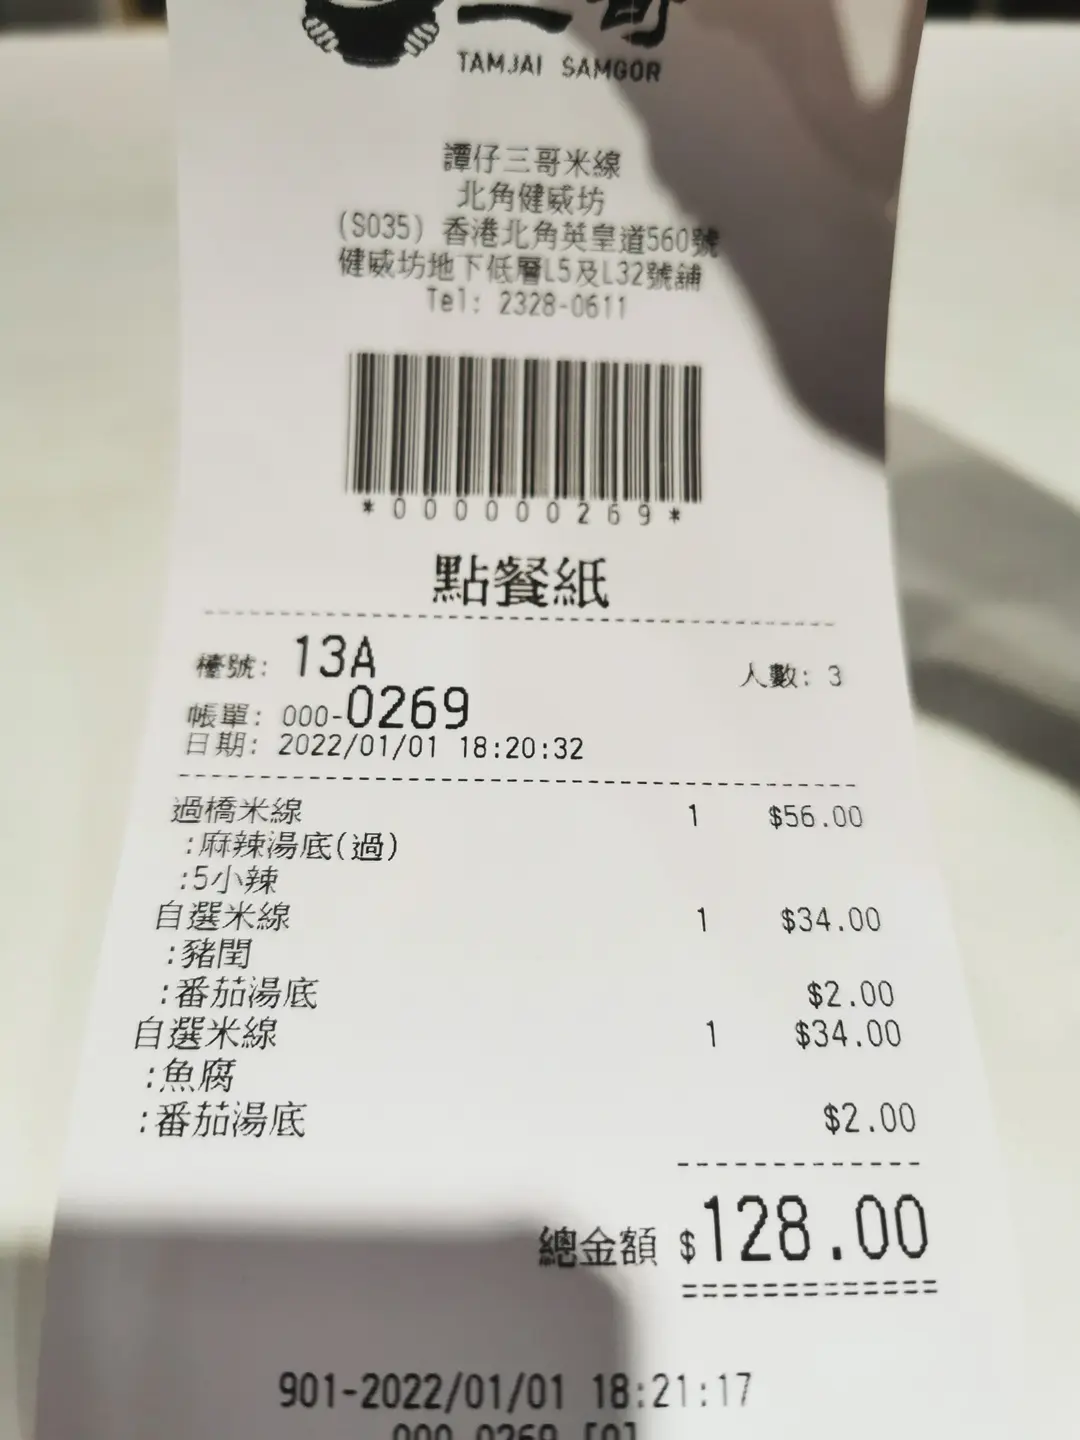 三哥
TAMJAI SAMGOR
譚仔三哥米線
北角健威坊
(S035) 香港北角英皇道560號
健威坊地下低層L5及L32號舖
Tel: 2328-0611
*000000269*
點餐紙
檯號: 13A 人數: 3
帳單: 000-0269
日期: 2022/01/01 18:20:32
過橋米線 1 $56.00
:麻辣湯底(過)
:5小辣
自選米線 1 $34.00
:豬膶
:番茄湯底 $2.00
自選米線 1 $34.00
:魚腐
:番茄湯底 $2.00
總金額 $128.00
901-2022/01/01 18:21:17
000 0269 [0]